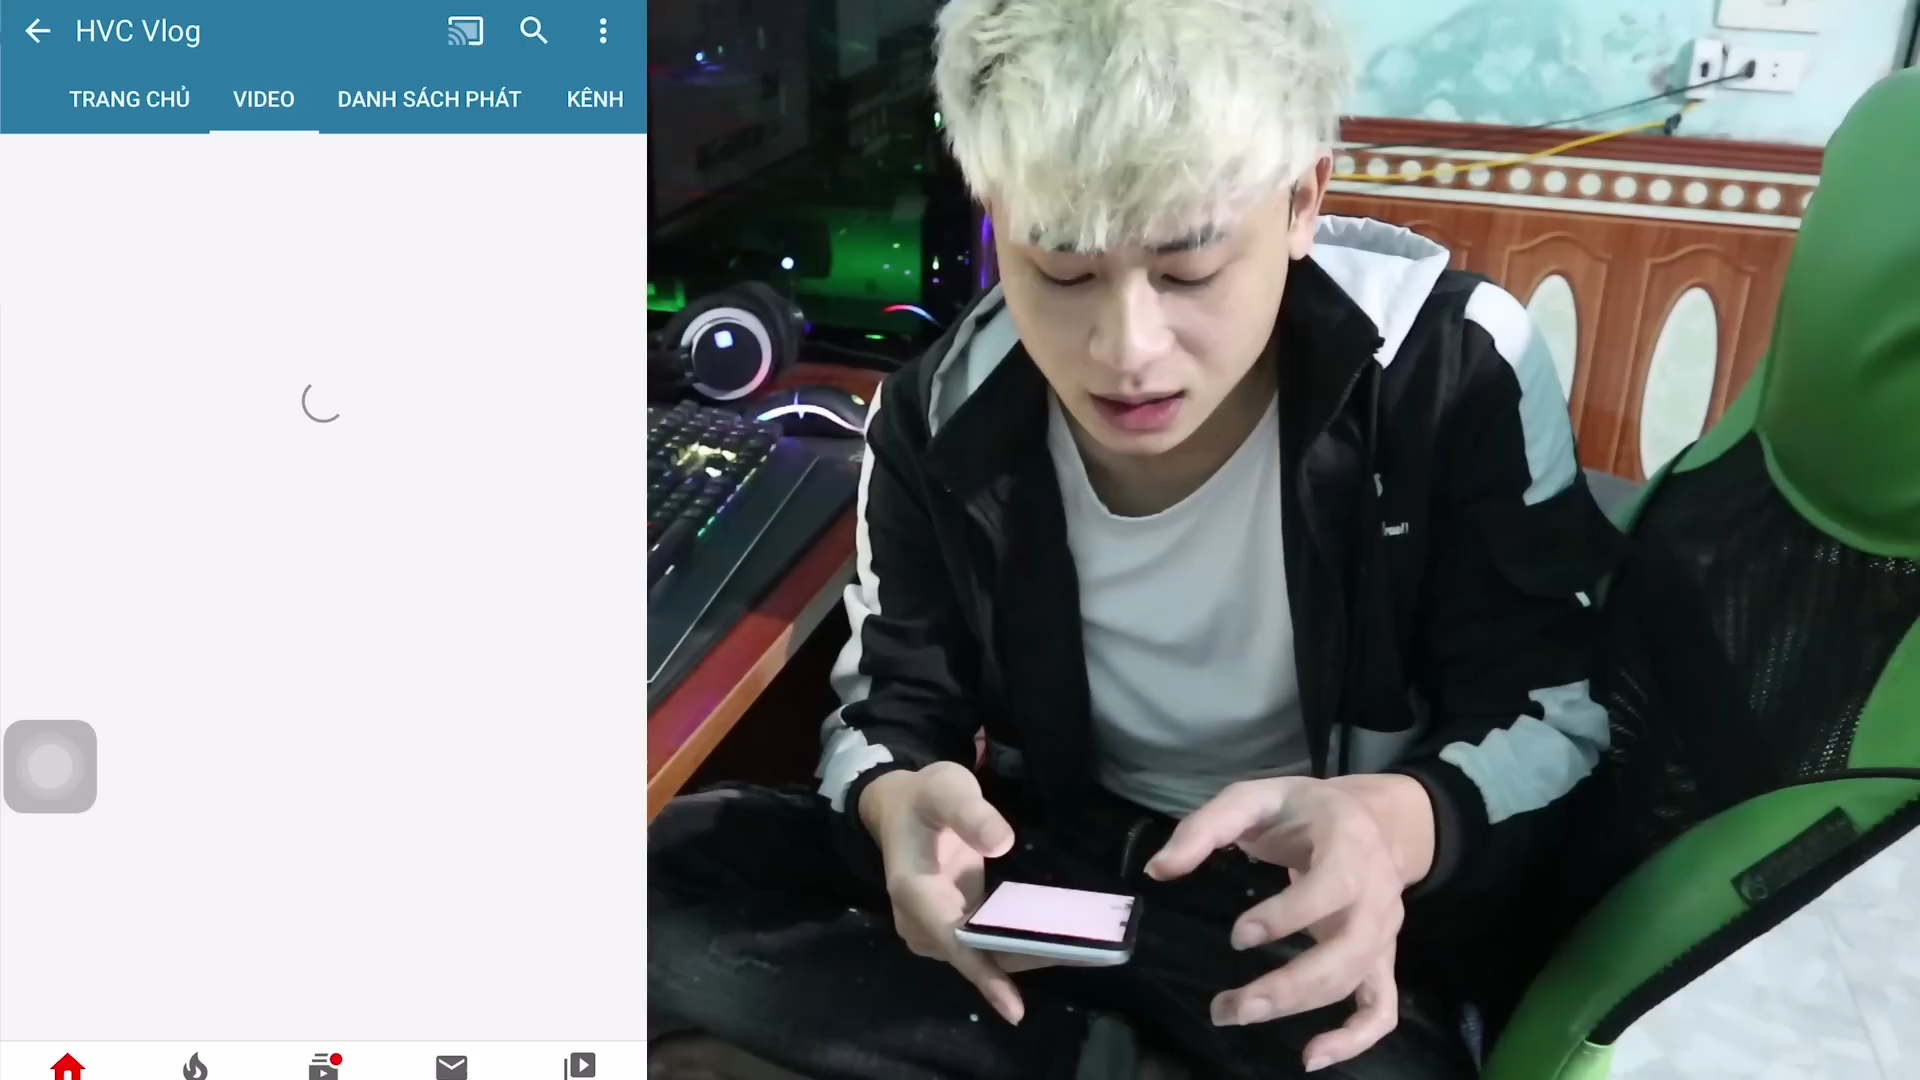 HVC Vlog
TRANG CHỦ
VIDEO
DANH SÁCH PHÁT
KÊNH